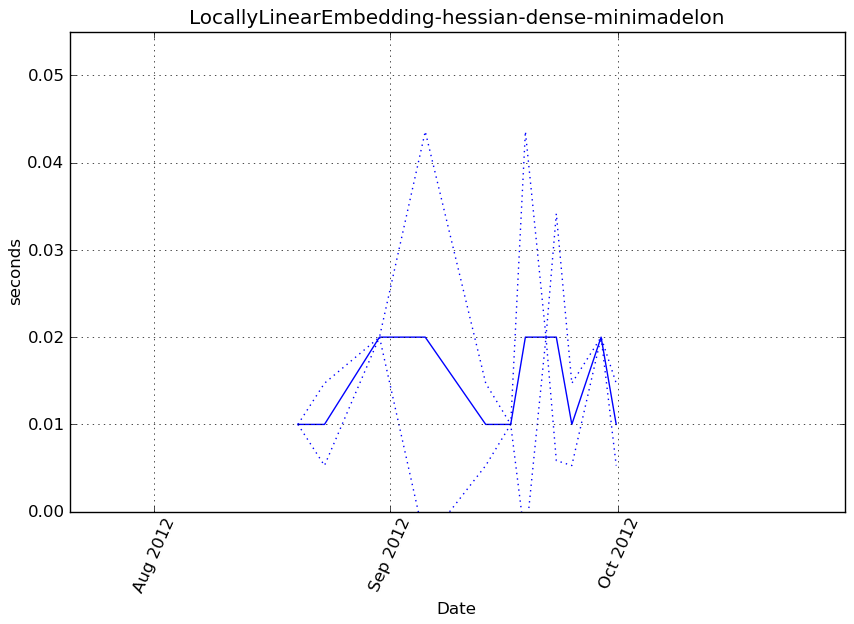 LocallyLinearEmbedding-hessian-dense-minimadelon
0.05
0.04
0.03
0.02
0.01
0.00
seconds
Aug 2012
Sep 2012
Oct 2012
Date